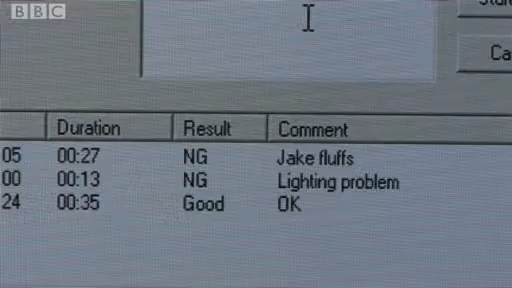 BBC
Ca
Duration Result Comment
05 00:27 NG Jake fluffs
00 00:13 NG Lighting problem
24 00:35 Good OK